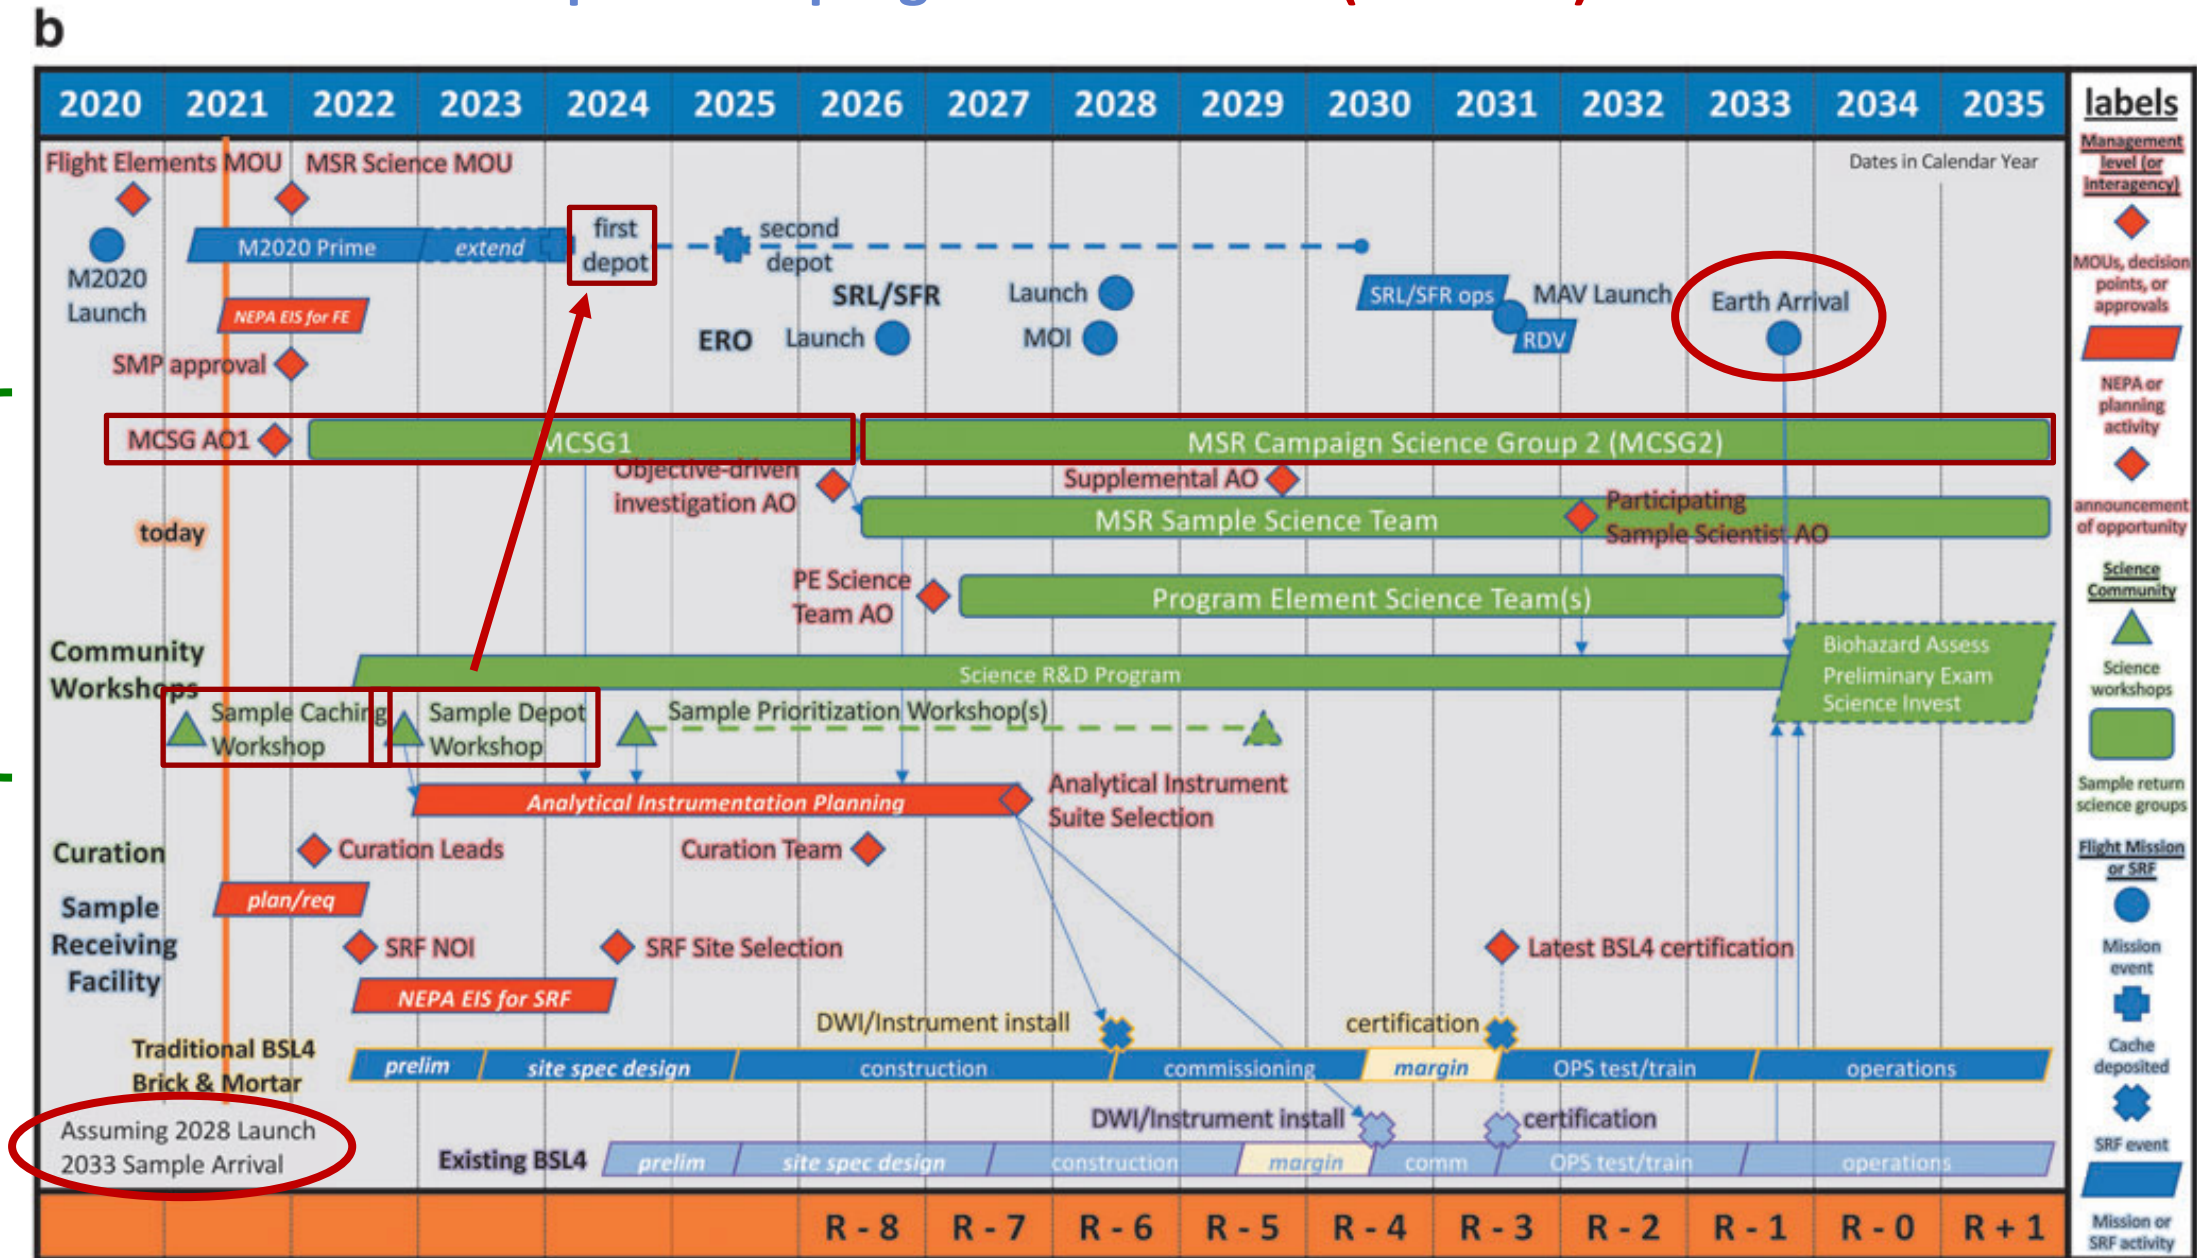 b
2020 2021 2022 2023 2024 2025 2026 2027 2028 2029 2030 2031 2032 2033 2034 2035
Flight Elements MOU
MSR Science MOU
Dates in Calendar Year
M2020 Prime
extend
first
depot
second
depot
M2020
Launch
NEPA EIS for FE
SRL/SFR
Launch
SRL/SFR ops
MAV Launch
Earth Arrival
ERO
Launch
MOI
RDV
SMP approval
MCSG AO1
MCSG1
MSR Campaign Science Group 2 (MCSG2)
Objective-driven
investigation AO
Supplemental AO
today
MSR Sample Science Team
Participating
Sample Scientist AO
PE Science
Team AO
Program Element Science Team(s)
Community
Workshops
Science R&D Program
Biohazard Assess
Preliminary Exam
Science Invest
Sample Caching
Workshop
Sample Depot
Workshop
Sample Prioritization Workshop(s)
Analytical Instrumentation Planning
Analytical Instrument
Suite Selection
Curation
Curation Leads
Curation Team
Sample
Receiving
Facility
plan/req
SRF NOI
SRF Site Selection
Latest BSL4 certification
NEPA EIS for SRF
DWI/Instrument install
certification
Traditional BSL4
Brick & Mortar
prelim
site spec design
construction
commissioning
margin
OPS test/train
operations
Assuming 2028 Launch
2033 Sample Arrival
DWI/Instrument install
certification
Existing BSL4
prelim
site spec design
construction
margin
comm
OPS test/train
operations
R - 8 R - 7 R - 6 R - 5 R - 4 R - 3 R - 2 R - 1 R - 0 R + 1
labels
Management
level (or
interagency)
MOUs, decision
points, or
approvals
NEPA or
planning
activity
announcement
of opportunity
Science
Community
Science
workshops
Sample return
science groups
Flight Mission
or SRF
Mission
event
Cache
deposited
SRF event
Mission or
SRF activity